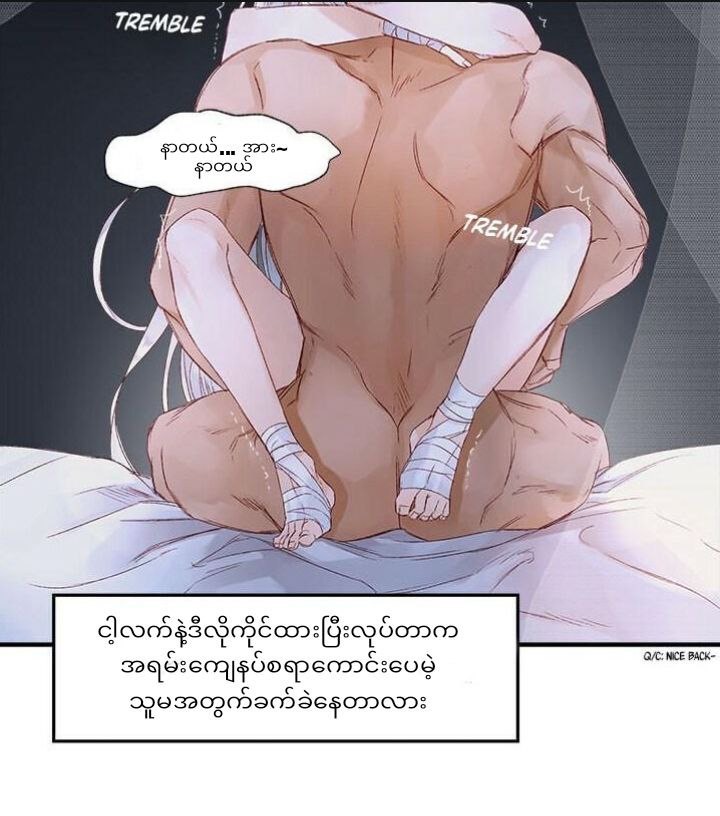 TREMBLE
နာတယ်... အား~
နာတယ်
TREMBLE
ငါ့လက်နဲ့ဒီလိုကိုင်ထားပြီးလုပ်တာက
အရမ်းကျေနပ်စရာကောင်းပေမဲ့
သူမအတွက်ခက်ခဲနေတာလား
Q/C: NICE BACK~